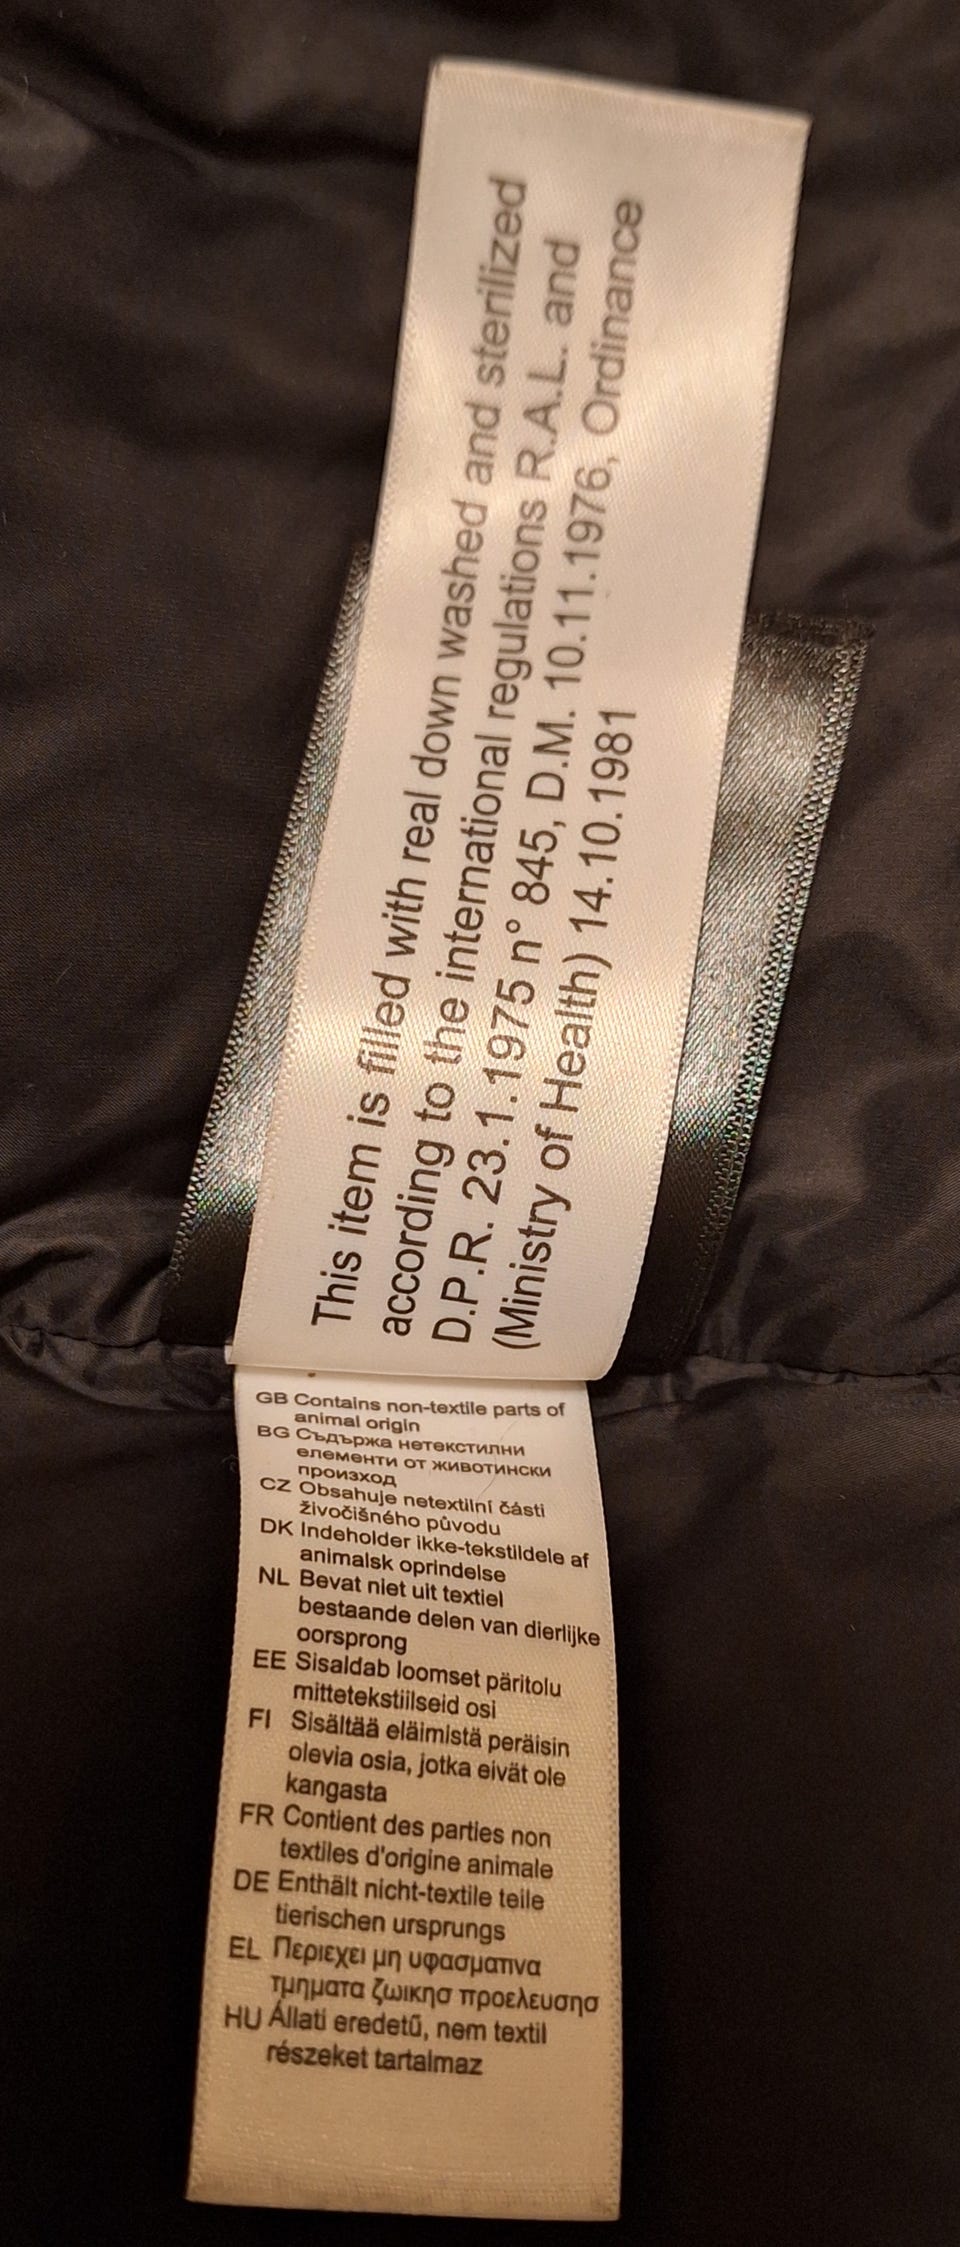 This item is filled with real down washed and sterilized
according to the international regulations R.A.L. and
D.P.R. 23.1.1975 n° 845, D.M. 10.11.1976, Ordinance
(Ministry of Health) 14.10.1981
GB Contains non-textile parts of
animal origin
BG Съдържа нетекстилни
елементи от животински
произход
CZ Obsahuje netextilní části
živočišného původu
DK Indeholder ikke-tekstildele af
animalsk oprindelse
NL Bevat niet uit textiel
bestaande delen van dierlijke
oorsprong
EE Sisaldab loomset päritolu
mittetekstiilseid osi
FI Sisältää eläimistä peräisin
olevia osia, jotka eivät ole
kangasta
FR Contient des parties non
textiles d'origine animale
DE Enthält nicht-textile teile
tierischen ursprungs
EL Περιεχει μη υφασματινα
τμηματα ζωικησ προελευσησ
HU Állati eredetű, nem textil
részeket tartalmaz